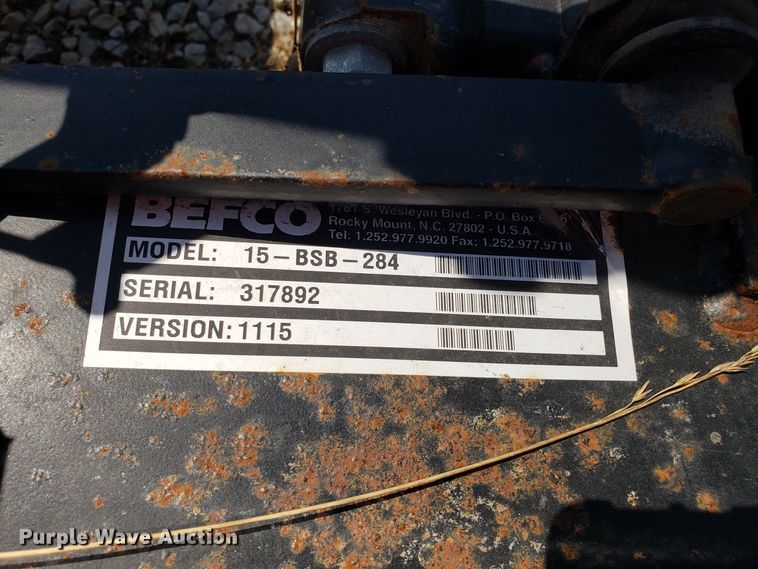 BEFCO
1781 S. Wesleyan Blvd. - P.O. Box
Rocky Mount, N.C. 27802 - U.S.A
Tel: 1.252.977.9920 Fax: 1.252.977.9718
MODEL: 15-BSB-284
SERIAL: 317892
VERSION: 1115
Purple Wave Auction